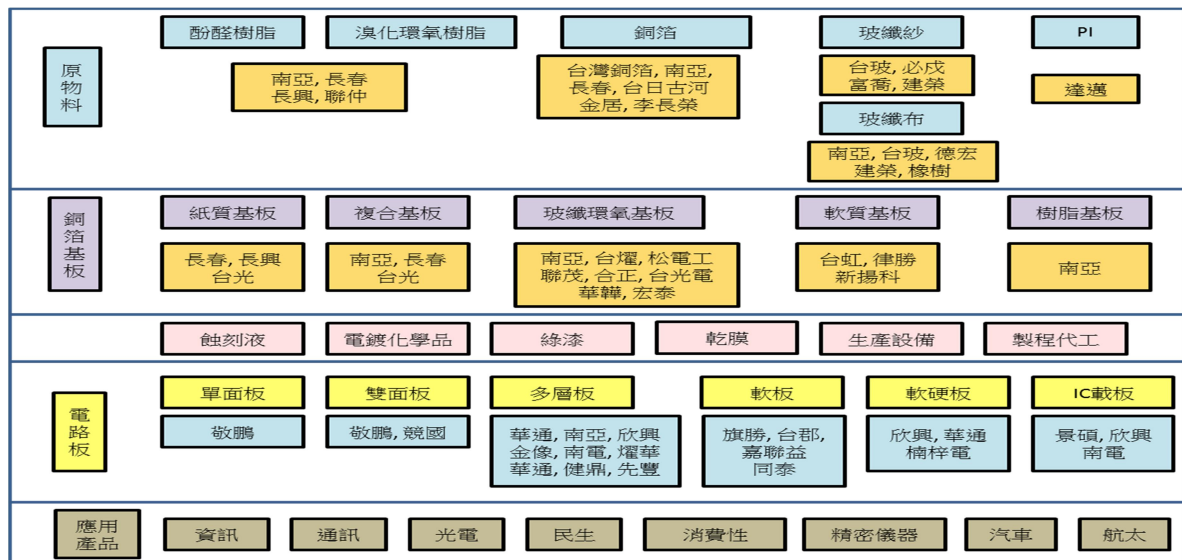 原物料
酚醛樹脂
溴化環氧樹脂
銅箔
玻纖紗
PI
南亞, 長春
長興, 聯仲
台灣銅箔, 南亞,
長春, 台日古河
金居, 李長榮
台玻, 必成
富喬, 建榮
達邁
玻纖布
南亞, 台玻, 德宏
建榮, 橡樹
銅箔基板
紙質基板
複合基板
玻纖環氧基板
軟質基板
樹脂基板
長春, 長興
台光
南亞, 長春
台光
南亞, 台燿, 松電工
聯茂, 合正, 台光電
華韡, 宏泰
台虹, 律勝
新揚科
南亞
蝕刻液
電鍍化學品
綠漆
乾膜
生產設備
製程代工
電路板
單面板
雙面板
多層板
軟板
軟硬板
IC載板
敬鵬
敬鵬, 競國
華通, 南亞, 欣興
金像, 南電, 燿華
華通, 健鼎, 先豐
旗勝, 台郡,
嘉聯益
同泰
欣興, 華通
楠梓電
景碩, 欣興
南電
應用
產品
資訊
通訊
光電
民生
消費性
精密儀器
汽車
航太